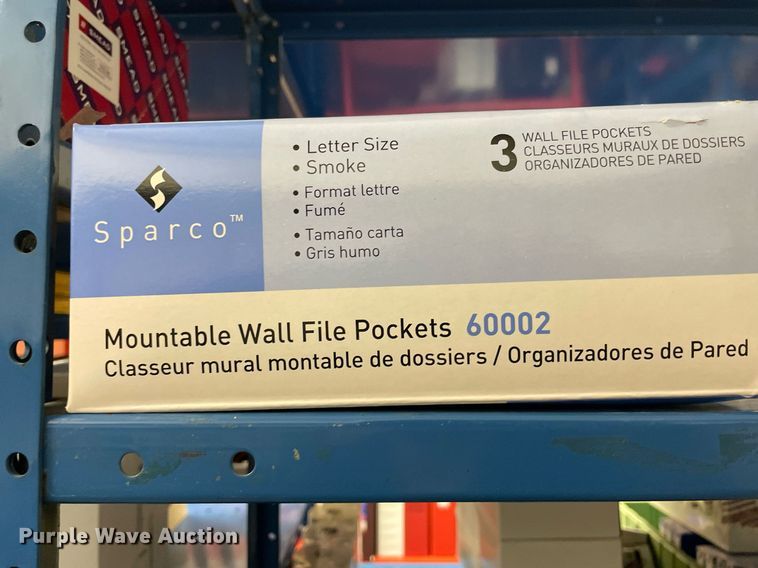 SMEAD
SMEAD
Sparco™
• Letter Size
• Smoke
• Format lettre
• Fumé
• Tamaño carta
• Gris humo
3 WALL FILE POCKETS
CLASSEURS MURAUX DE DOSSIERS
ORGANIZADORES DE PARED
Mountable Wall File Pockets 60002
Classeur mural montable de dossiers / Organizadores de Pared
Purple Wave Auction